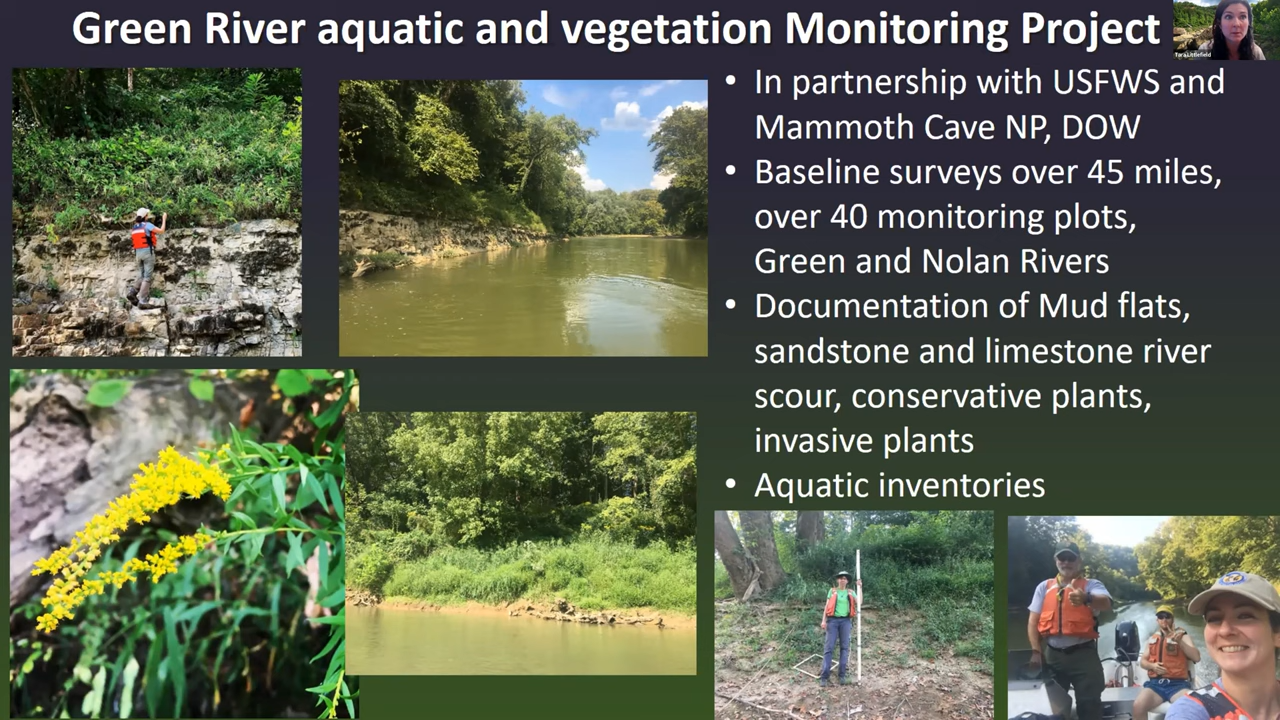 Green River aquatic and vegetation Monitoring Project
Tara Littlefield
• In partnership with USFWS and
Mammoth Cave NP, DOW
• Baseline surveys over 45 miles,
over 40 monitoring plots,
Green and Nolan Rivers
• Documentation of Mud flats,
sandstone and limestone river
scour, conservative plants,
invasive plants
• Aquatic inventories